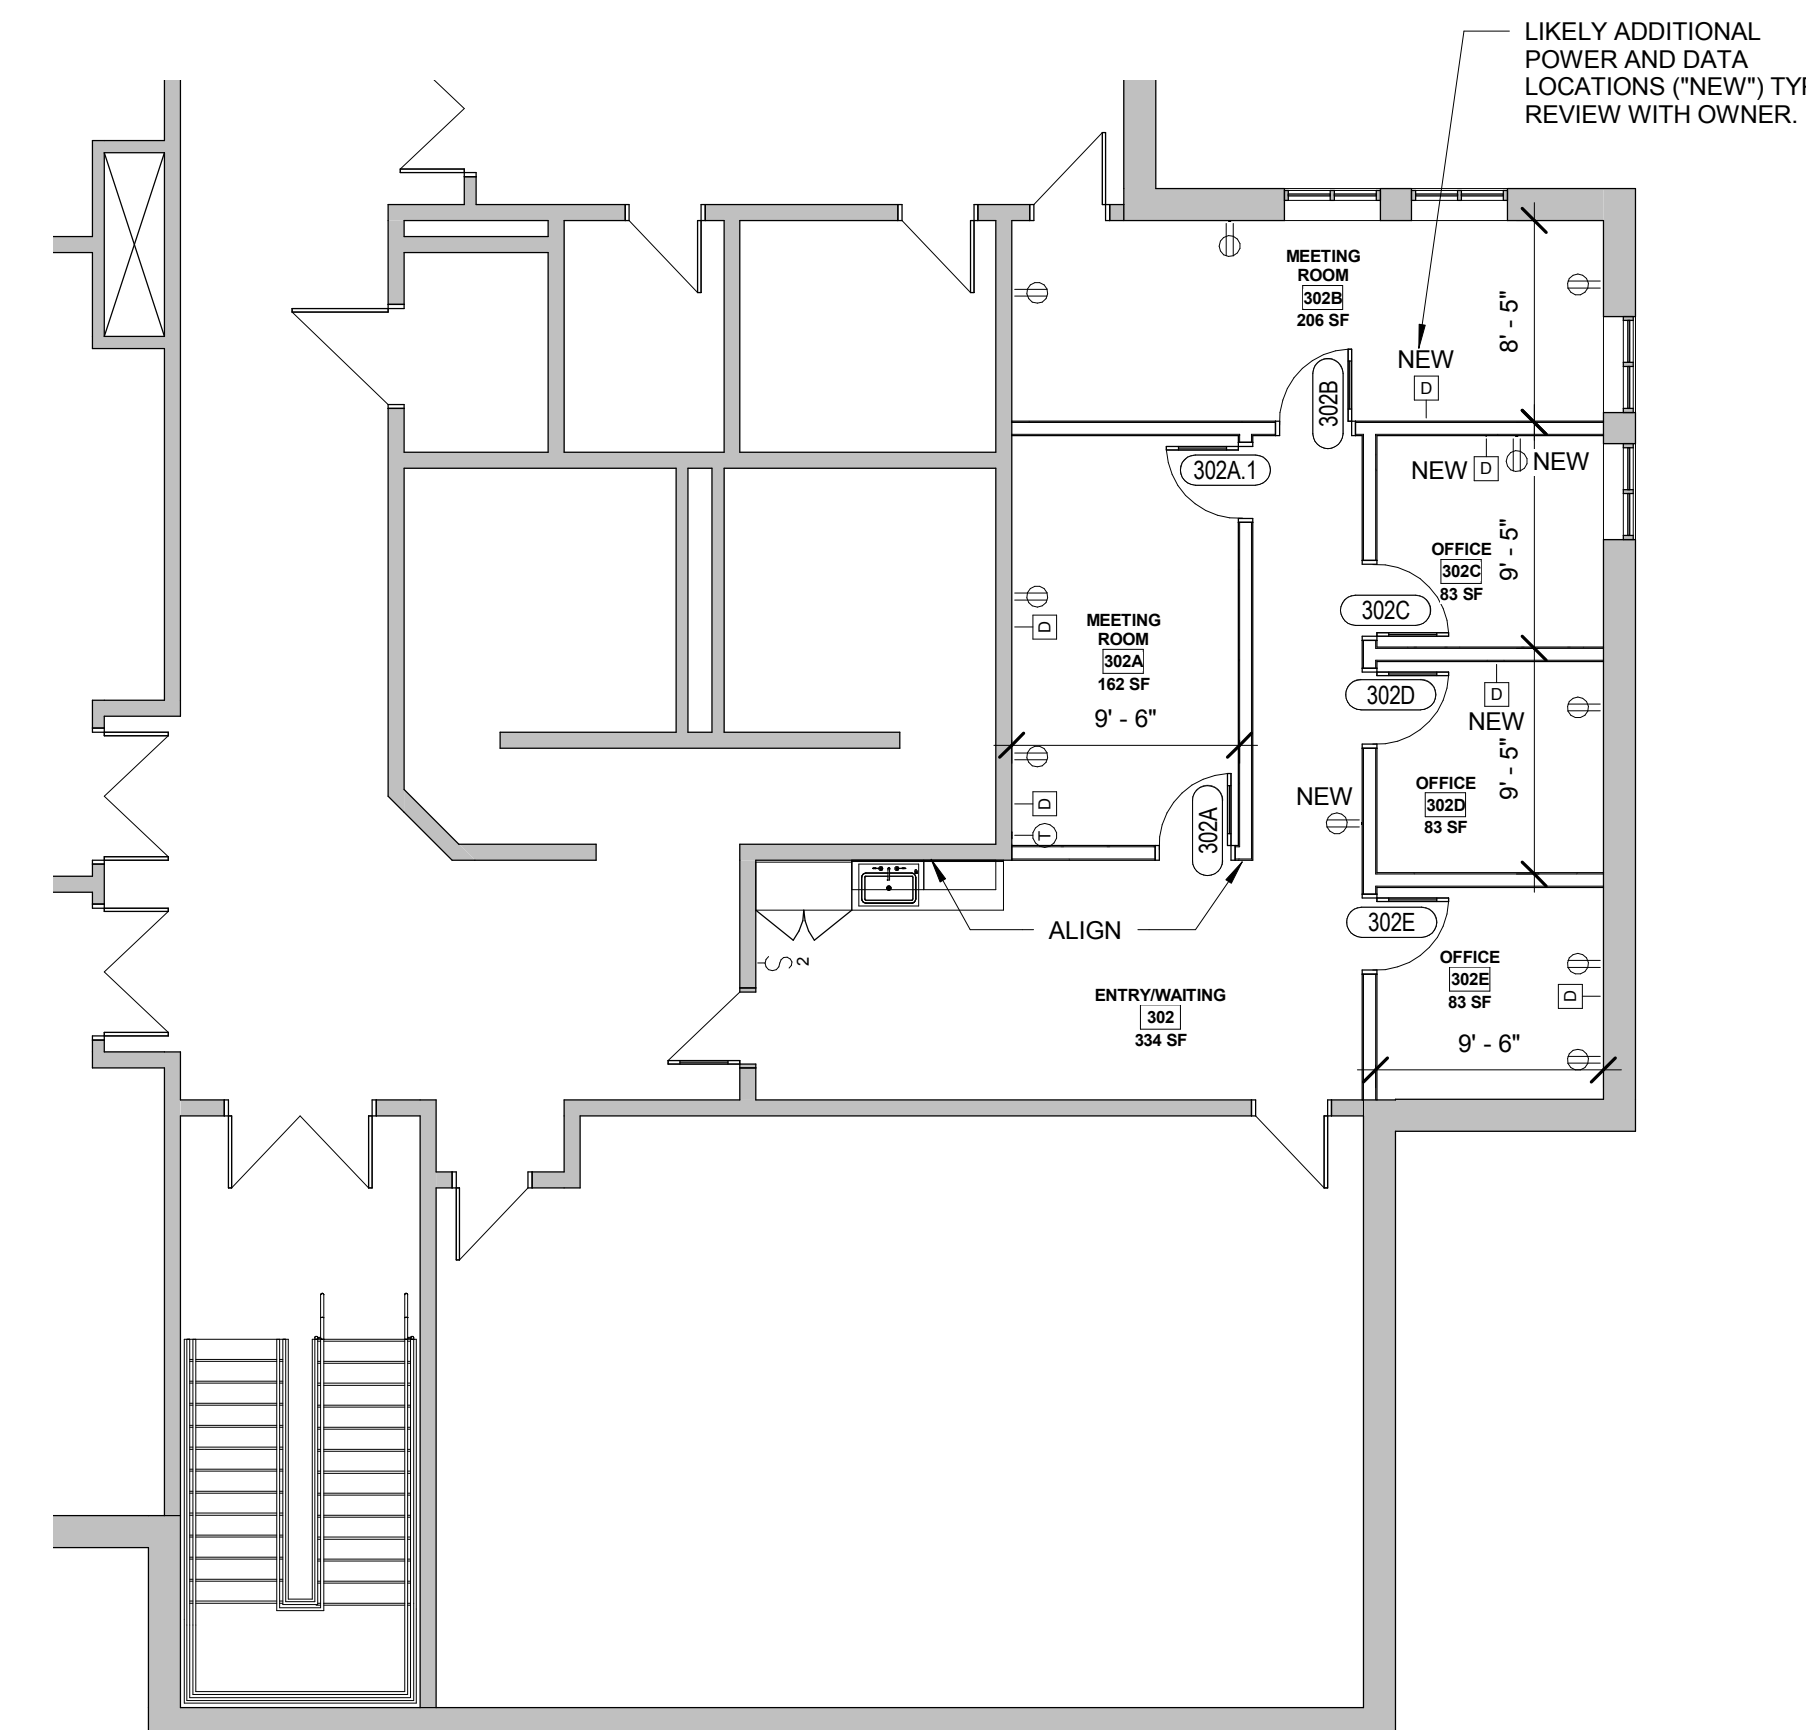 LIKELY ADDITIONAL
POWER AND DATA
LOCATIONS ("NEW") TYP
REVIEW WITH OWNER.
MEETING
ROOM
302B
206 SF
8' - 5"
NEW
D
302B
302A.1
NEW
D
NEW
9' - 5"
OFFICE
302C
83 SF
302C
D
MEETING
ROOM
302A
162 SF
9' - 6"
302D
D
NEW
9' - 5"
OFFICE
302D
83 SF
NEW
D
T
302A
ALIGN
302E
2
OFFICE
302E
83 SF
D
ENTRY/WAITING
302
334 SF
9' - 6"